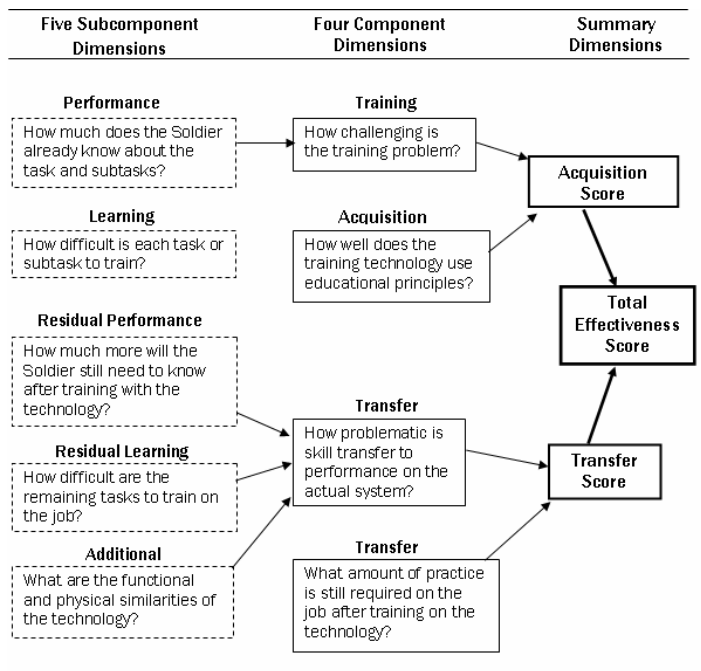 Five Subcomponent
Dimensions
Four Component
Dimensions
Summary
Dimensions
Performance
How much does the Soldier
already know about the
task and subtasks?
Learning
How difficult is each task or
subtask to train?
Residual Performance
How much more will the
Soldier still need to know
after training with the
technology?
Residual Learning
How difficult are the
remaining tasks to train on
the job?
Additional
What are the functional
and physical similarities of
the technology?
Training
How challenging is
the training problem?
Acquisition
How well does the
training technology use
educational principles?
Transfer
How problematic is
skill transfer to
performance on the
actual system?
Transfer
What amount of practice
is still required on the
job after training on the
technology?
Acquisition
Score
Total
Effectiveness
Score
Transfer
Score